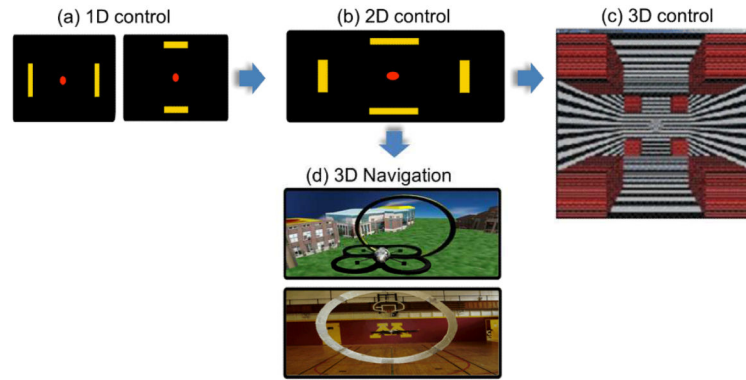 (a) 1D control
(b) 2D control
(c) 3D control
(d) 3D Navigation